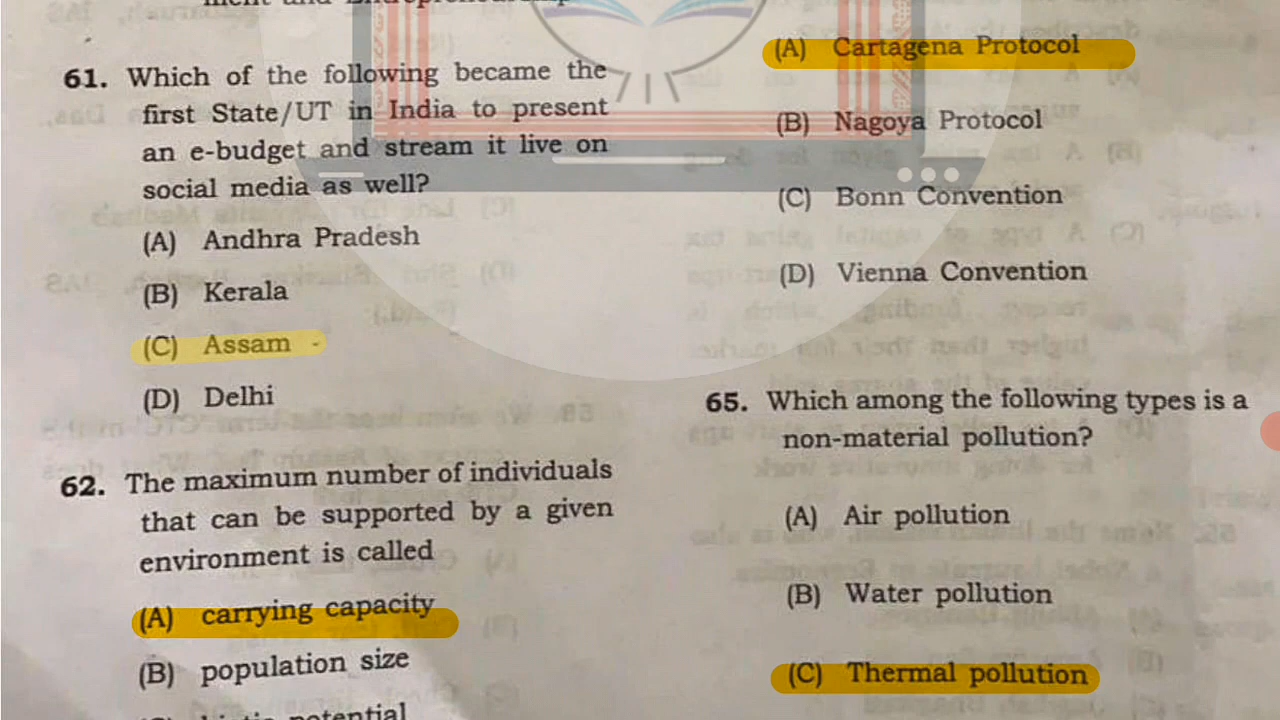 61. Which of the following became the
first State/UT in India to present
an e-budget and stream it live on
social media as well?
(A) Andhra Pradesh
(B) Kerala
(C) Assam
(D) Delhi
62. The maximum number of individuals
that can be supported by a given
environment is called
(A) carrying capacity
(B) population size
potential
(A) Cartagena Protocol
(B) Nagoya Protocol
(C) Bonn Convention
(D) Vienna Convention
65. Which among the following types is a
non-material pollution?
(A) Air pollution
(B) Water pollution
(C) Thermal pollution